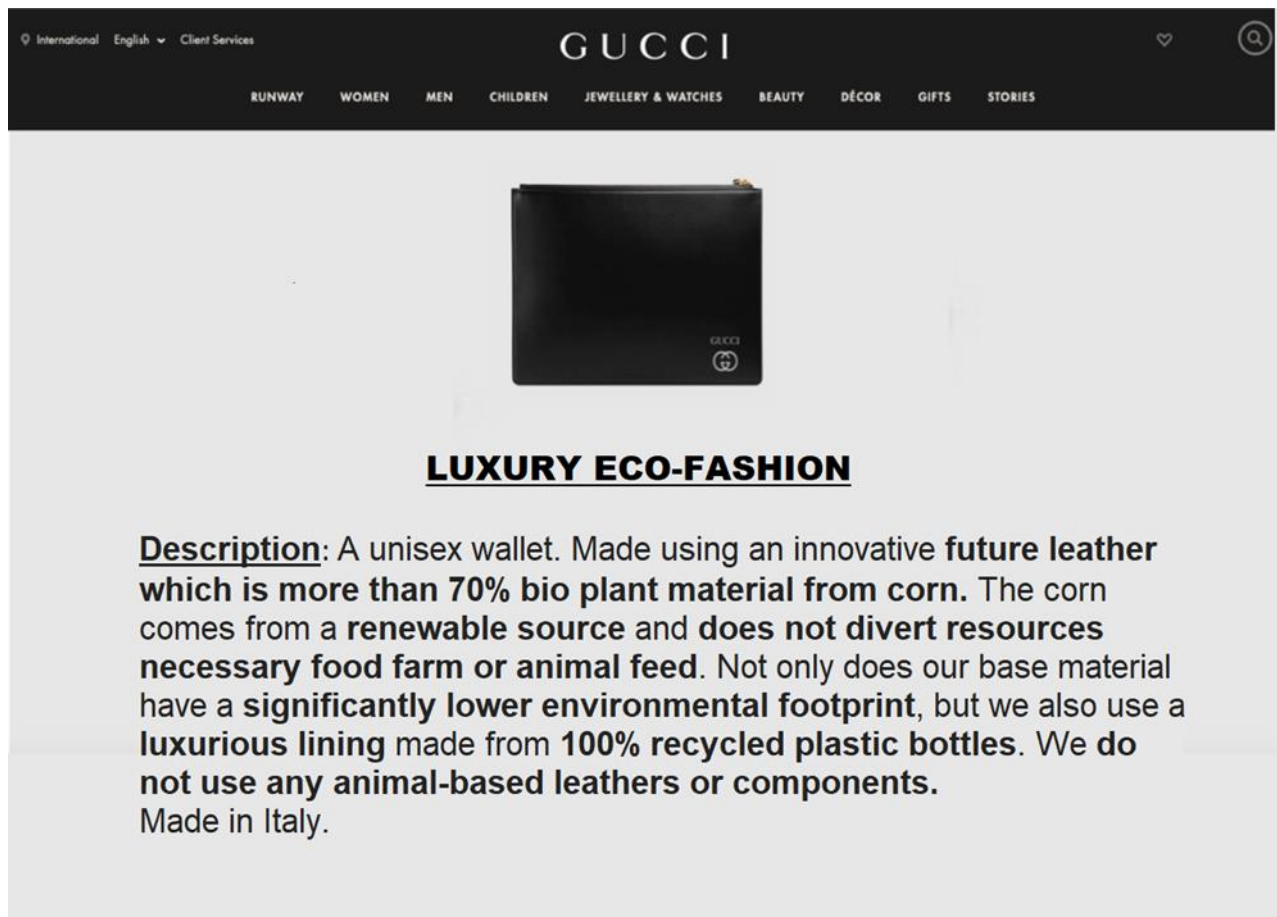 International English Client Services
GUCCI
RUNWAY WOMEN MEN CHILDREN JEWELLERY & WATCHES BEAUTY DÉCOR GIFTS STORIES
GUCCI
LUXURY ECO-FASHION
Description: A unisex wallet. Made using an innovative future leather
which is more than 70% bio plant material from corn. The corn
comes from a renewable source and does not divert resources
necessary food farm or animal feed. Not only does our base material
have a significantly lower environmental footprint, but we also use a
luxurious lining made from 100% recycled plastic bottles. We do
not use any animal-based leathers or components.
Made in Italy.